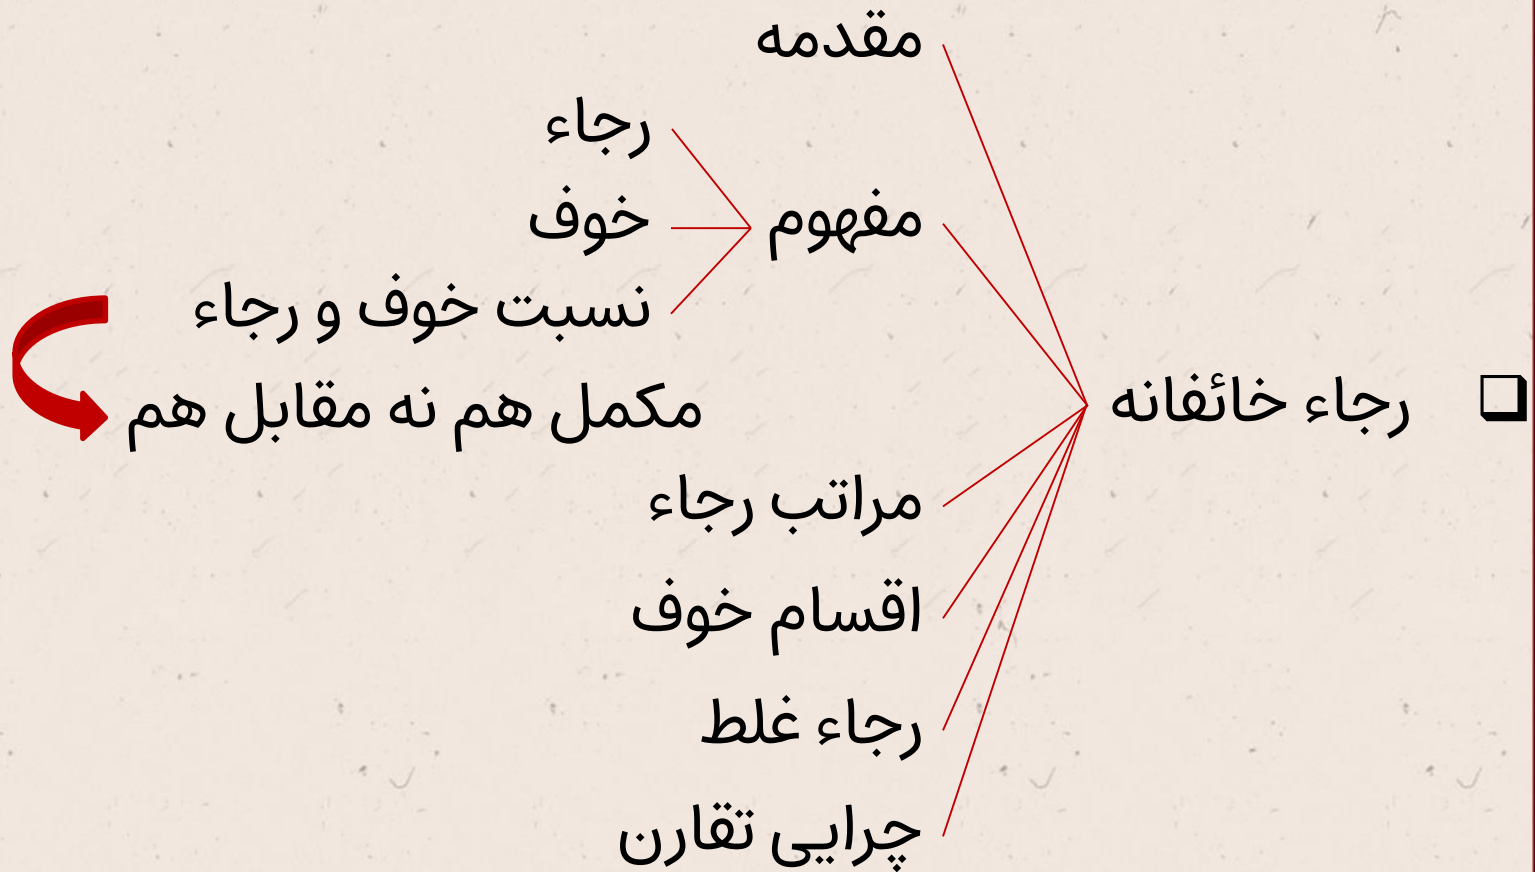 مقدمه
رجاء
مفهوم
خوف
نسبت خوف و رجاء
رجاء خائفانه
مکمل هم نه مقابل هم
مراتب رجاء
اقسام خوف
رجاء غلط
چرایی تقارن